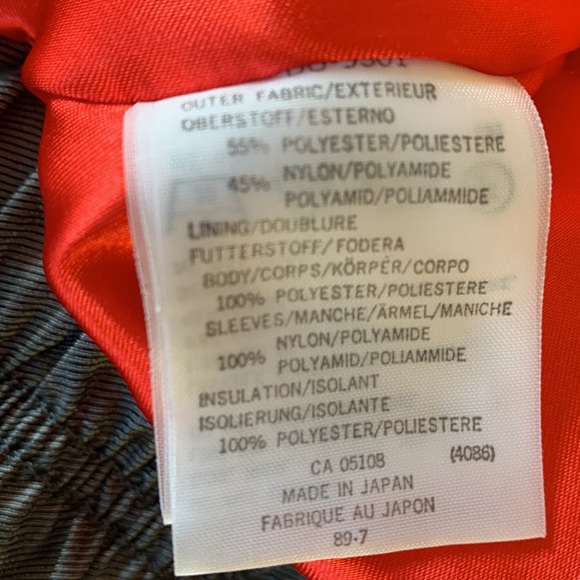 OUTER FABRIC/EXTERIEUR
OBERSTOFF/ESTERNO
55% POLYESTER/POLIESTERE
45% NYLON/POLYAMIDE
POLYAMID/POLIAMMIDE
LINING/DOUBLURE
FUTTERSTOFF/FODERA
BODY/CORPS/KÖRPER/CORPO
100% POLYESTER/POLIESTERE
SLEEVES/MANCHE/ÄRMEL/MANICHE
100% NYLON/POLYAMIDE
POLYAMID/POLIAMMIDE
INSULATION/ISOLANT
ISOLIERUNG/ISOLANTE
100% POLYESTER/POLIESTERE
CA 05108 (4086)
MADE IN JAPAN
FABRIQUE AU JAPON
89-7